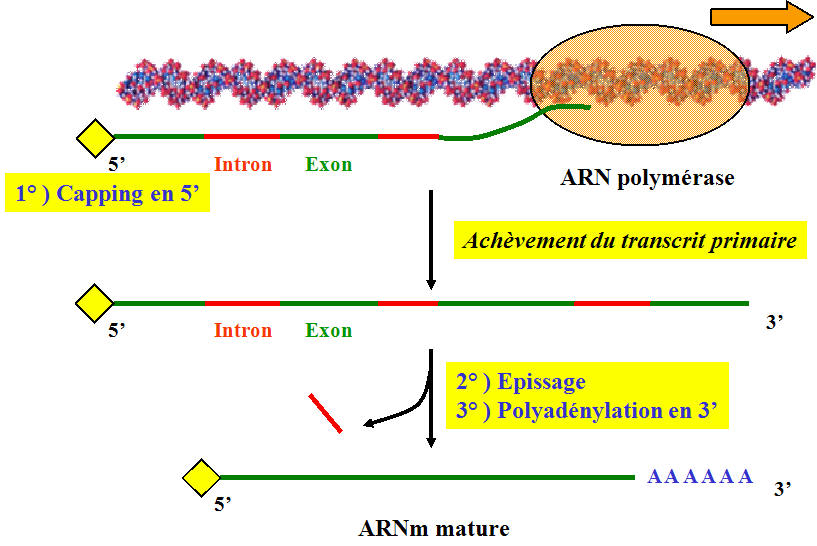 5’
Intron Exon
1° ) Capping en 5’
ARN polymérase
Achèvement du transcrit primaire
5’ Intron Exon 3’
2° ) Epissage
3° ) Polyadénylation en 3’
A A A A A A
5’ 3’
ARNm mature